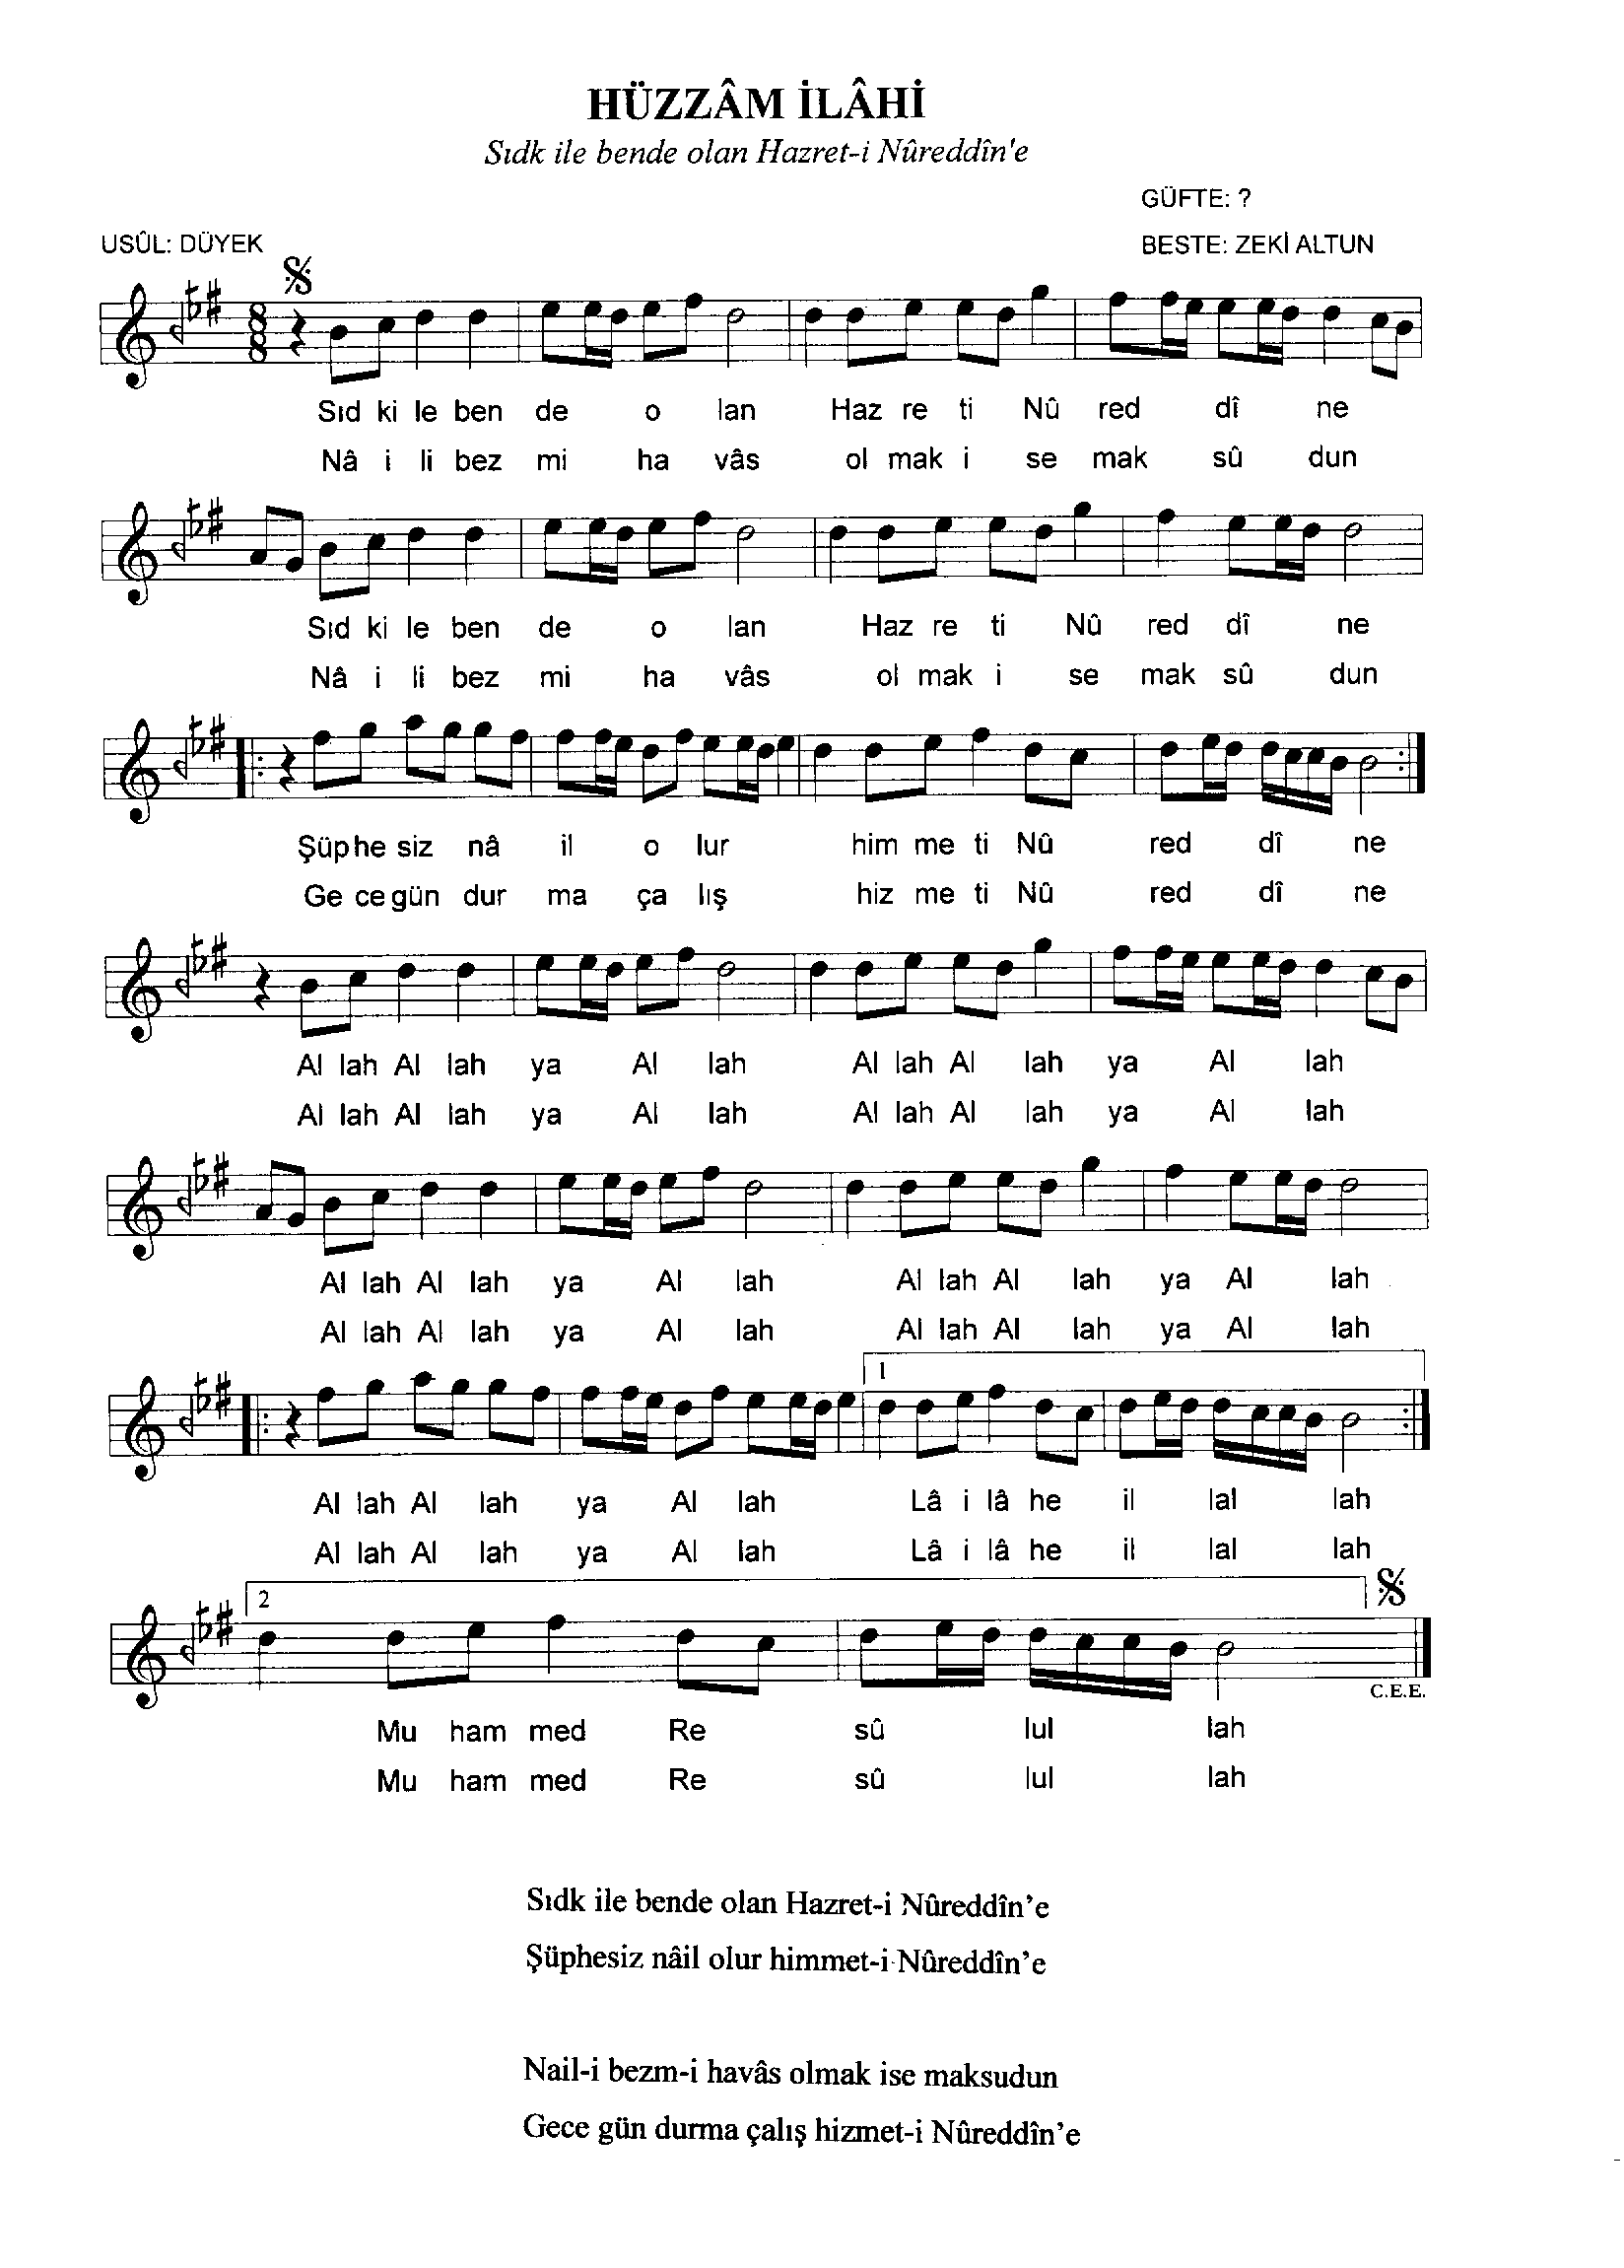 HÜZZÂM İLÂHİ
Sıdk ile bende olan Hazret-i Nûreddîn'e
GÜFTE: ?
USÛL: DÜYEK
BESTE: ZEKİ ALTUN
8
8
Sıd ki le ben de o lan Haz re ti Nû red dî ne
Nâ i li bez mi ha vâs ol mak i se mak sû dun
Sıd ki le ben de o lan Haz re ti Nû red dî ne
Nâ i li bez mi ha vâs ol mak i se mak sû dun
Şüp he siz nâ il o lur him me ti Nû red dî ne
Ge ce gün dur ma ça lış hiz me ti Nû red dî ne
Al lah Al lah ya Al lah Al lah Al lah ya Al lah
Al lah Al lah ya Al lah Al lah Al lah ya Al lah
Al lah Al lah ya Al lah Al lah Al lah ya Al lah
Al lah Al lah ya Al lah Al lah Al lah ya Al lah
1
Al lah Al lah ya Al lah Lâ i lâ he il lal lah
Al lah Al lah ya Al lah Lâ i lâ he il lal lah
2
C.E.E.
Mu ham med Re sû lul lah
Mu ham med Re sû lul lah
Sıdk ile bende olan Hazret-i Nûreddîn'e
Şüphesiz nâil olur himmet-i Nûreddîn'e
Nail-i bezm-i havâs olmak ise maksudun
Gece gün durma çalış hizmet-i Nûreddîn'e